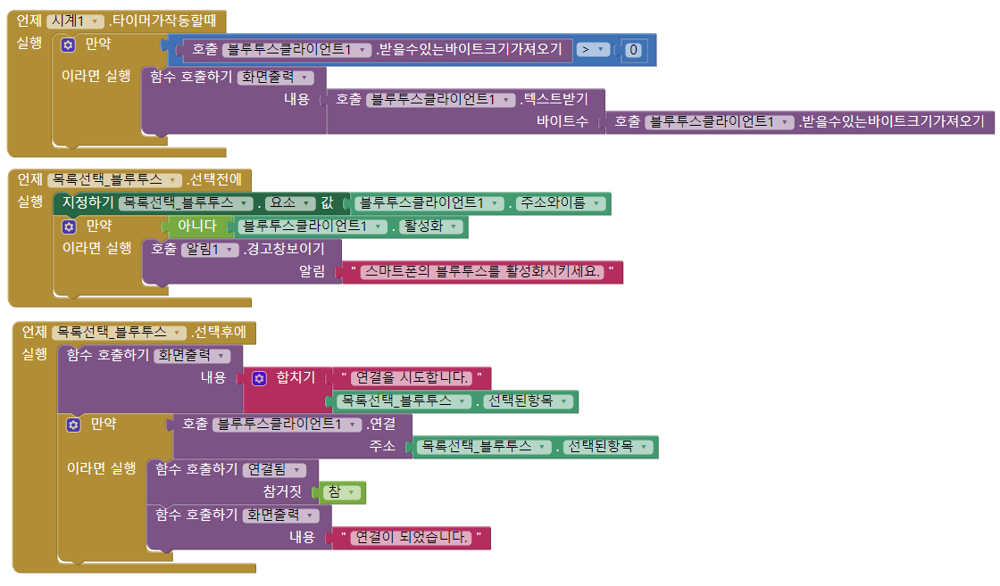 언제 시계1 .타이머가작동할때
실행 만약 호출 블루투스클라이언트1 .받을수있는바이트크기가져오기 > 0
이라면 실행 함수 호출하기 화면출력
내용 호출 블루투스클라이언트1 .텍스트받기
바이트수 호출 블루투스클라이언트1 .받을수있는바이트크기가져오기
언제 목록선택_블루투스 .선택전에
실행 지정하기 목록선택_블루투스 . 요소 값 블루투스클라이언트1 . 주소와이름
만약 아니다 블루투스클라이언트1 . 활성화
이라면 실행 호출 알림1 .경고창보이기
알림 " 스마트폰의 블루투스를 활성화시키세요. "
언제 목록선택_블루투스 .선택후에
실행 함수 호출하기 화면출력
내용 합치기 " 연결을 시도합니다. "
목록선택_블루투스 . 선택된항목
만약 호출 블루투스클라이언트1 .연결
주소 목록선택_블루투스 . 선택된항목
이라면 실행 함수 호출하기 연결됨
참거짓 참
함수 호출하기 화면출력
내용 " 연결이 되었습니다. "